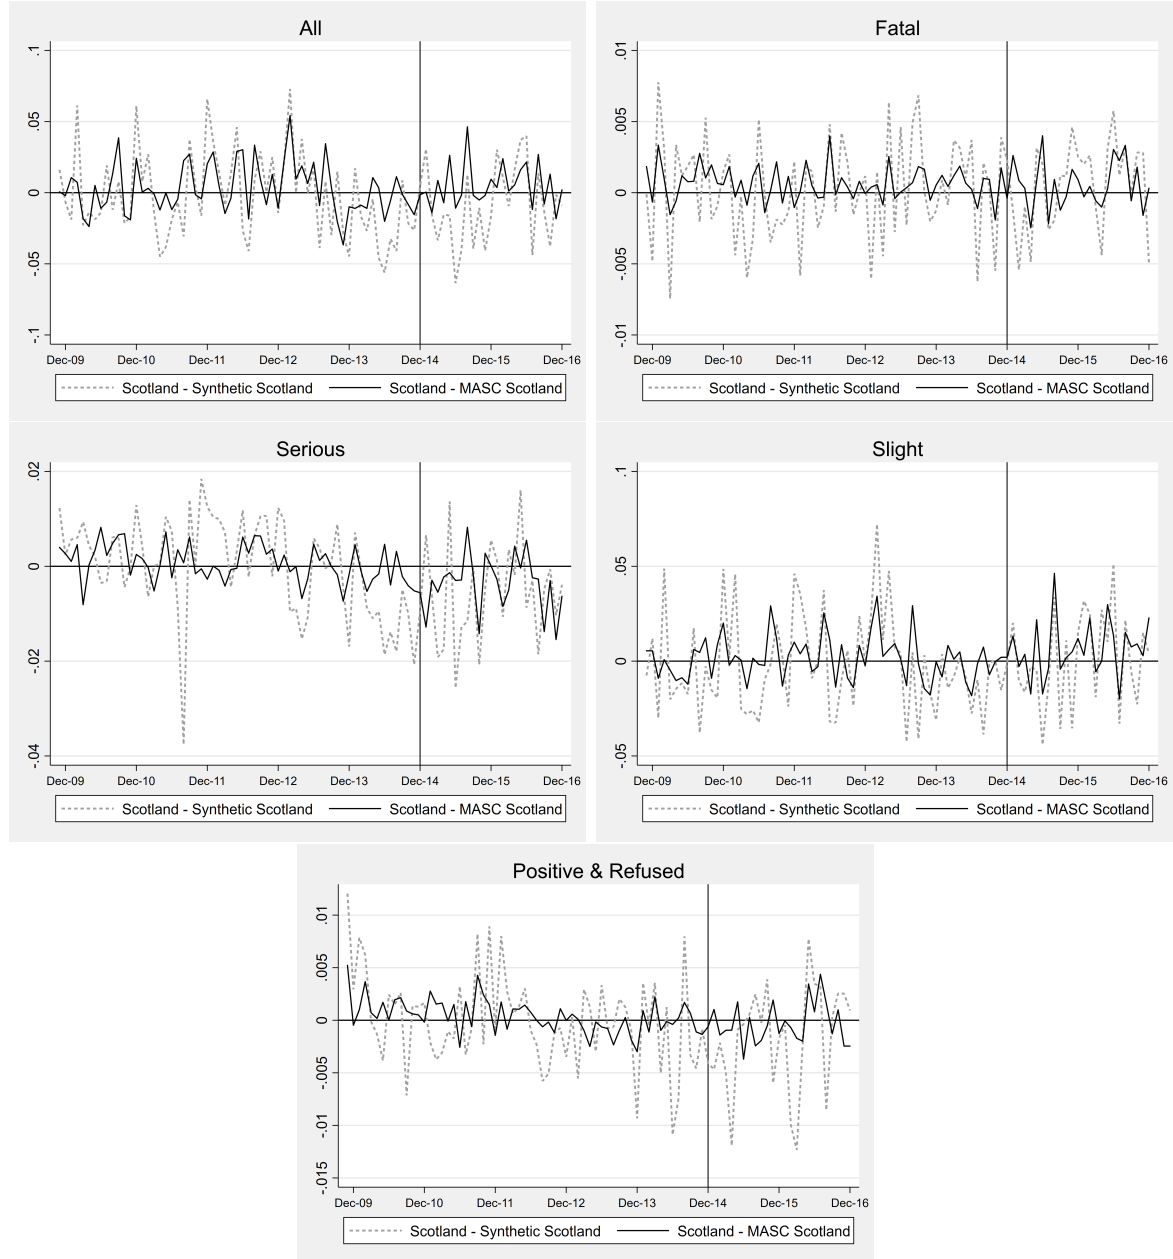 All
.1
.05
0
-.05
-.1
Dec-09 Dec-10 Dec-11 Dec-12 Dec-13 Dec-14 Dec-15 Dec-16
Scotland - Synthetic Scotland Scotland - MASC Scotland
Fatal
.01
.005
0
-.005
-.01
Dec-09 Dec-10 Dec-11 Dec-12 Dec-13 Dec-14 Dec-15 Dec-16
Scotland - Synthetic Scotland Scotland - MASC Scotland
Serious
.02
0
-.02
-.04
Dec-09 Dec-10 Dec-11 Dec-12 Dec-13 Dec-14 Dec-15 Dec-16
Scotland - Synthetic Scotland Scotland - MASC Scotland
Slight
.1
.05
0
-.05
Dec-09 Dec-10 Dec-11 Dec-12 Dec-13 Dec-14 Dec-15 Dec-16
Scotland - Synthetic Scotland Scotland - MASC Scotland
Positive & Refused
.01
.005
0
-.005
-.01
-.015
Dec-09 Dec-10 Dec-11 Dec-12 Dec-13 Dec-14 Dec-15 Dec-16
Scotland - Synthetic Scotland Scotland - MASC Scotland